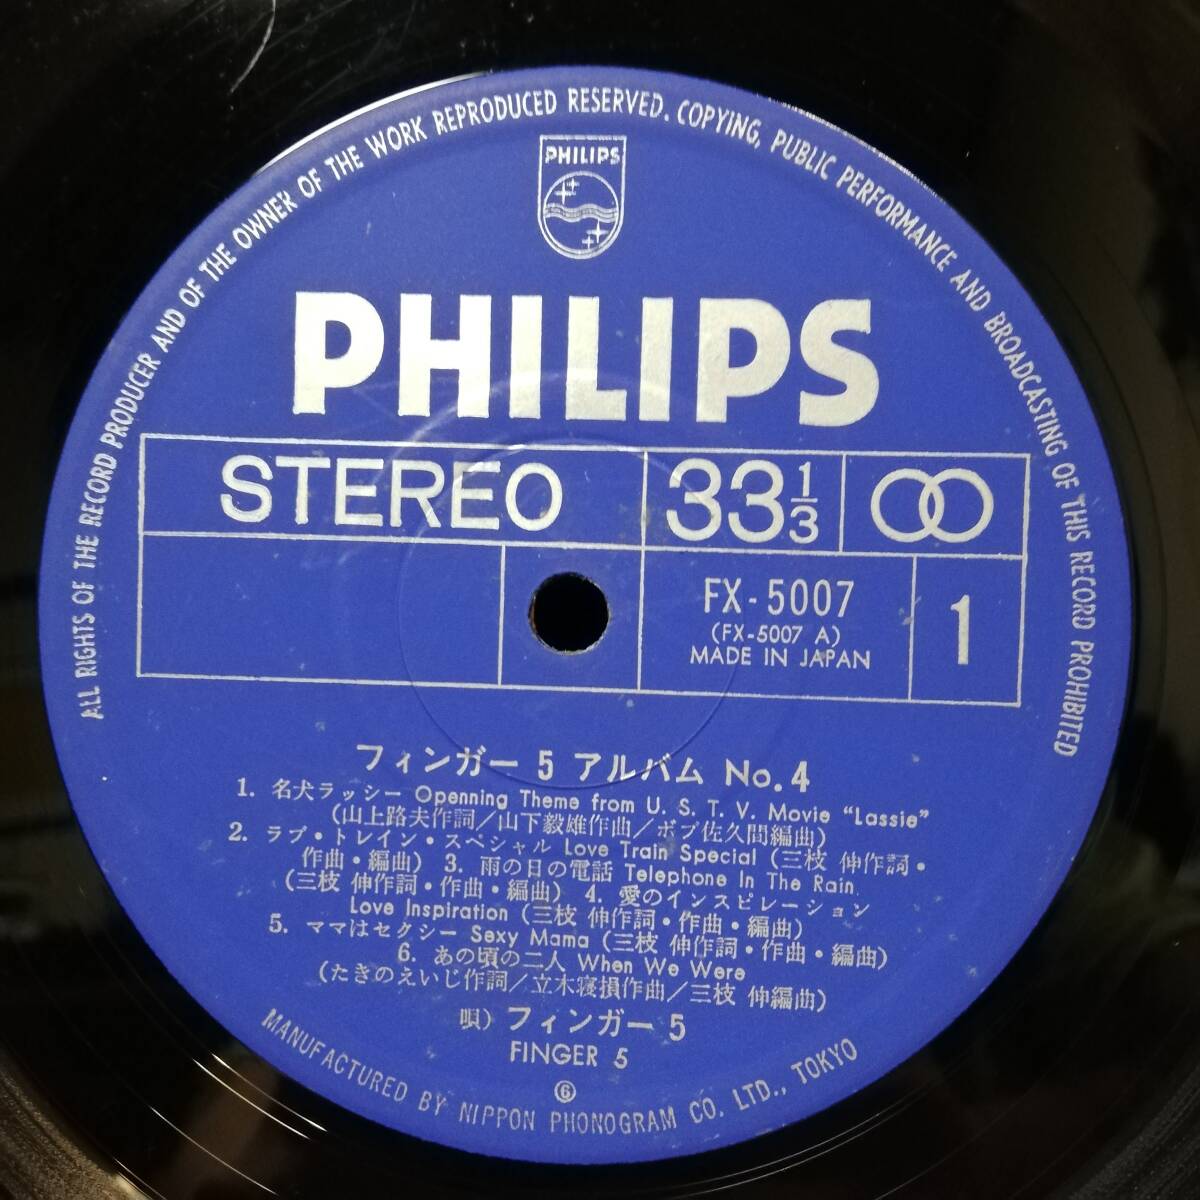 ALL RIGHTS OF THE RECORD PRODUCER AND OF THE OWNER OF THE WORK REPRODUCED RESERVED. COPYING, PUBLIC PERFORMANCE AND BROADCASTING OF THIS RECORD PROHIBITED
PHILIPS
PHILIPS
STEREO
33 1/3
FX-5007
(FX-5007 A)
MADE IN JAPAN
1
フィンガー 5 アルバム No.4
1. 名犬ラッシー Openning Theme from U. S. T. V. Movie “Lassie”
(山上路夫作詞/山下毅雄作曲/ボブ佐久間編曲)
2. ラブ・トレイン・スペシャル Love Train Special (三枝 伸作詞・
作曲・編曲) 3. 雨の日の電話 Telephone In The Rain
(三枝 伸作詞・作曲・編曲) 4. 愛のインスピレーション
Love Inspiration (三枝 伸作詞・作曲・編曲)
5. ママはセクシー Sexy Mama (三枝 伸作詞・作曲・編曲)
6. あの頃の二人 When We Were
(たきのえいじ作詞/立木寝損作曲/三枝 伸編曲)
唄) フィンガー 5
FINGER 5
⑥
MANUFACTURED BY NIPPON PHONOGRAM CO. LTD., TOKYO